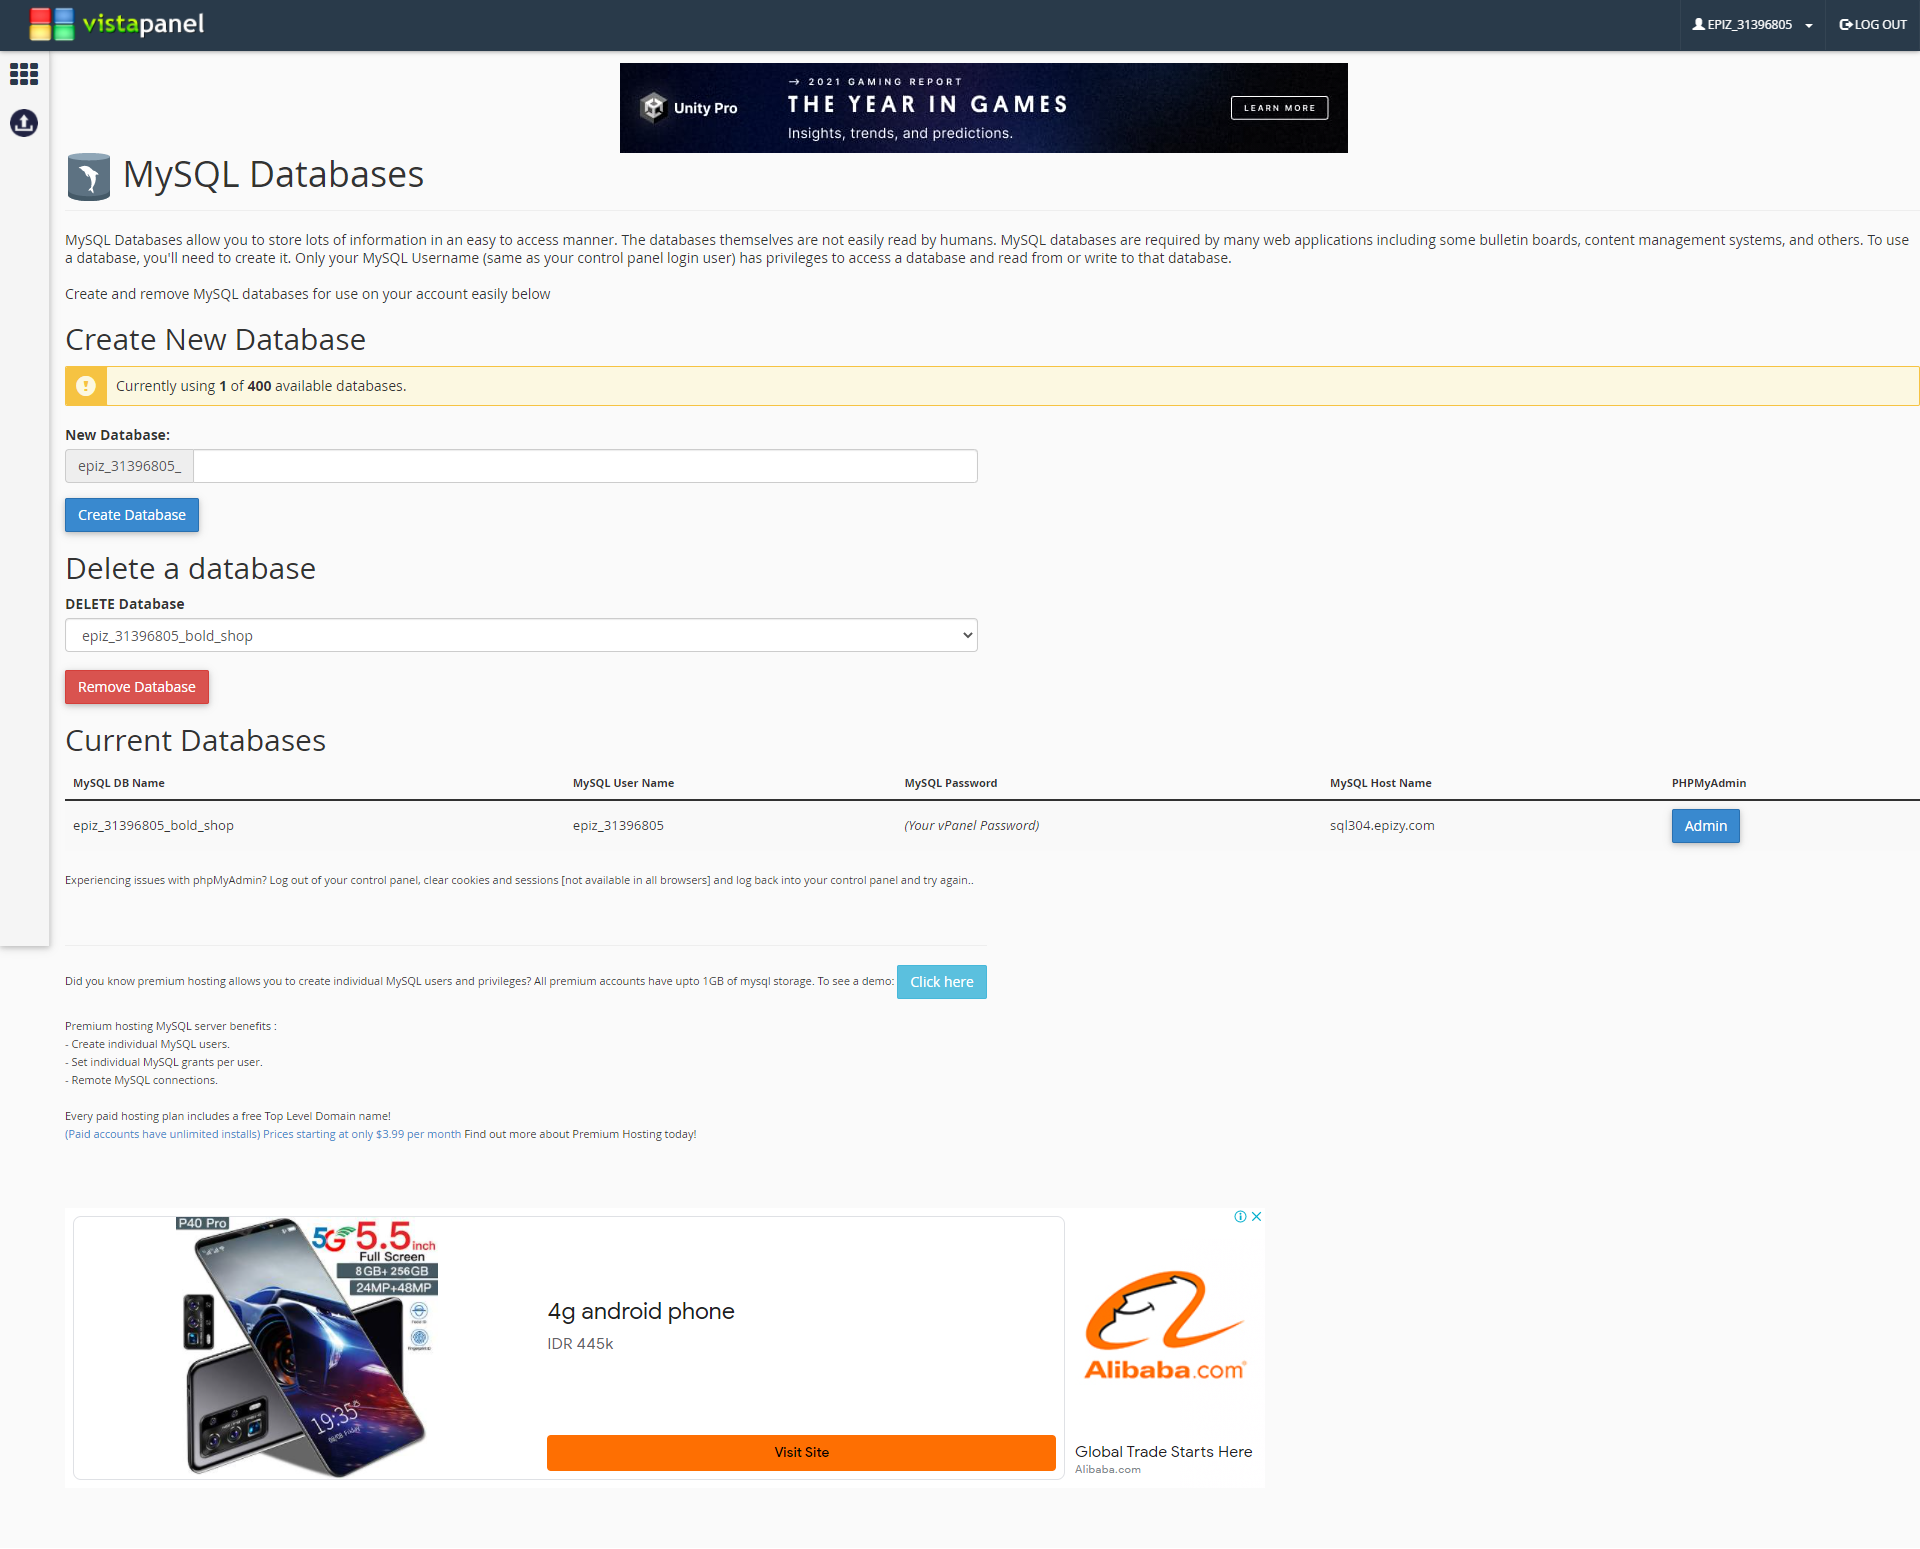 vistapanel
EPIZ_31396805
LOG OUT
Unity Pro
→ 2021 GAMING REPORT
THE YEAR IN GAMES
Insights, trends, and predictions.
LEARN MORE
MySQL Databases
MySQL Databases allow you to store lots of information in an easy to access manner. The databases themselves are not easily read by humans. MySQL databases are required by many web applications including some bulletin boards, content management systems, and others. To use
a database, you'll need to create it. Only your MySQL Username (same as your control panel login user) has privileges to access a database and read from or write to that database.
Create and remove MySQL databases for use on your account easily below
Create New Database
Currently using 1 of 400 available databases.
New Database:
epiz_31396805_
Create Database
Delete a database
DELETE Database
epiz_31396805_bold_shop
Remove Database
Current Databases
MySQL DB Name MySQL User Name MySQL Password MySQL Host Name PHPMyAdmin
epiz_31396805_bold_shop epiz_31396805 (Your vPanel Password) sql304.epizy.com Admin
Experiencing issues with phpMyAdmin? Log out of your control panel, clear cookies and sessions [not available in all browsers] and log back into your control panel and try again..
Did you know premium hosting allows you to create individual MySQL users and privileges? All premium accounts have upto 1GB of mysql storage. To see a demo: Click here
Premium hosting MySQL server benefits :
- Create individual MySQL users.
- Set individual MySQL grants per user.
- Remote MySQL connections.
Every paid hosting plan includes a free Top Level Domain name!
(Paid accounts have unlimited installs) Prices starting at only $3.99 per month Find out more about Premium Hosting today!
P40 Pro
5G 5.5inch
Full Screen
8GB+ 256GB
24MP+48MP
19:35
4g android phone
IDR 445k
Visit Site
Alibaba.com
Global Trade Starts Here
Alibaba.com